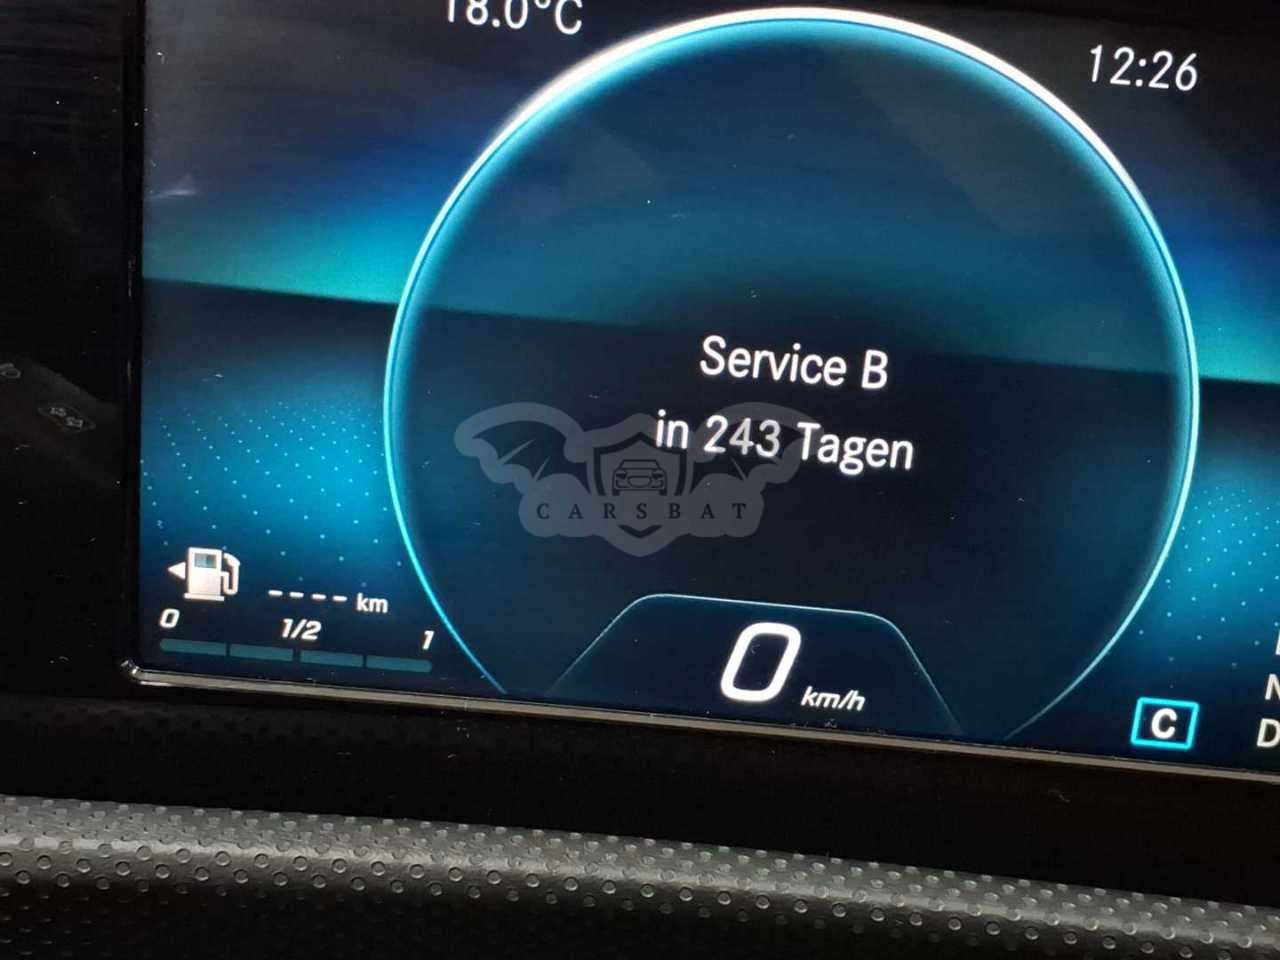 18.0°C
12:26
Service B
in 243 Tagen
CARSBAT
---- km
0 1/2 1
0 km/h
C
N
D